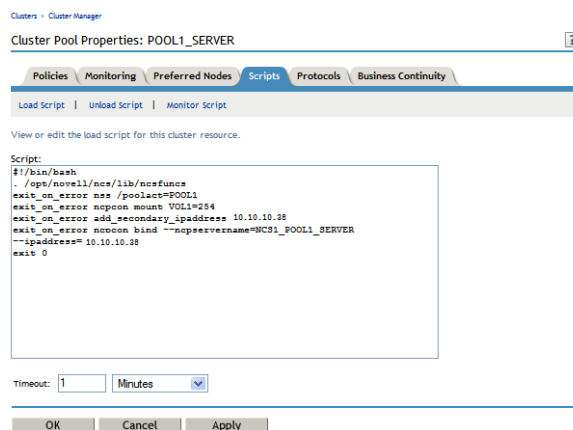 Clusters › Cluster Manager
Cluster Pool Properties: POOL1_SERVER
?
Policies Monitoring Preferred Nodes Scripts Protocols Business Continuity
Load Script | Unload Script | Monitor Script
View or edit the load script for this cluster resource.
Script:
#!/bin/bash
. /opt/novell/ncs/lib/ncsfuncs
exit_on_error nss /poolact=POOL1
exit_on_error ncpcon mount VOL1=254
exit_on_error add_secondary_ipaddress 10.10.10.38
exit_on_error ncpcon bind --ncpservername=NCS1_POOL1_SERVER
--ipaddress= 10.10.10.38
exit 0
Timeout: 1 Minutes
OK Cancel Apply